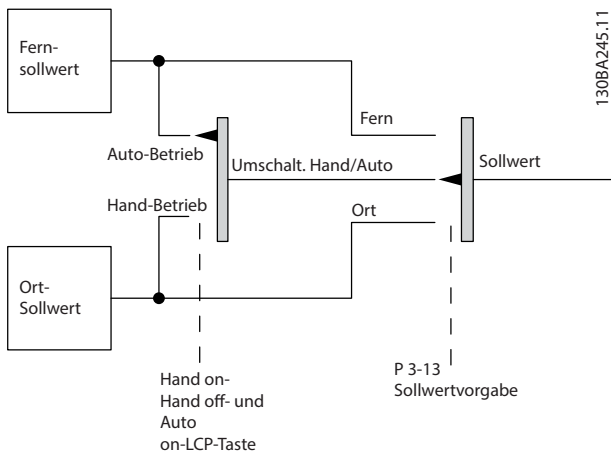 Fern-
sollwert
130BA245.11
Fern
Auto-Betrieb
Umschalt. Hand/Auto
Sollwert
Hand-Betrieb
Ort
Ort-
Sollwert
P 3-13
Sollwertvorgabe
Hand on-
Hand off- und
Auto
on-LCP-Taste